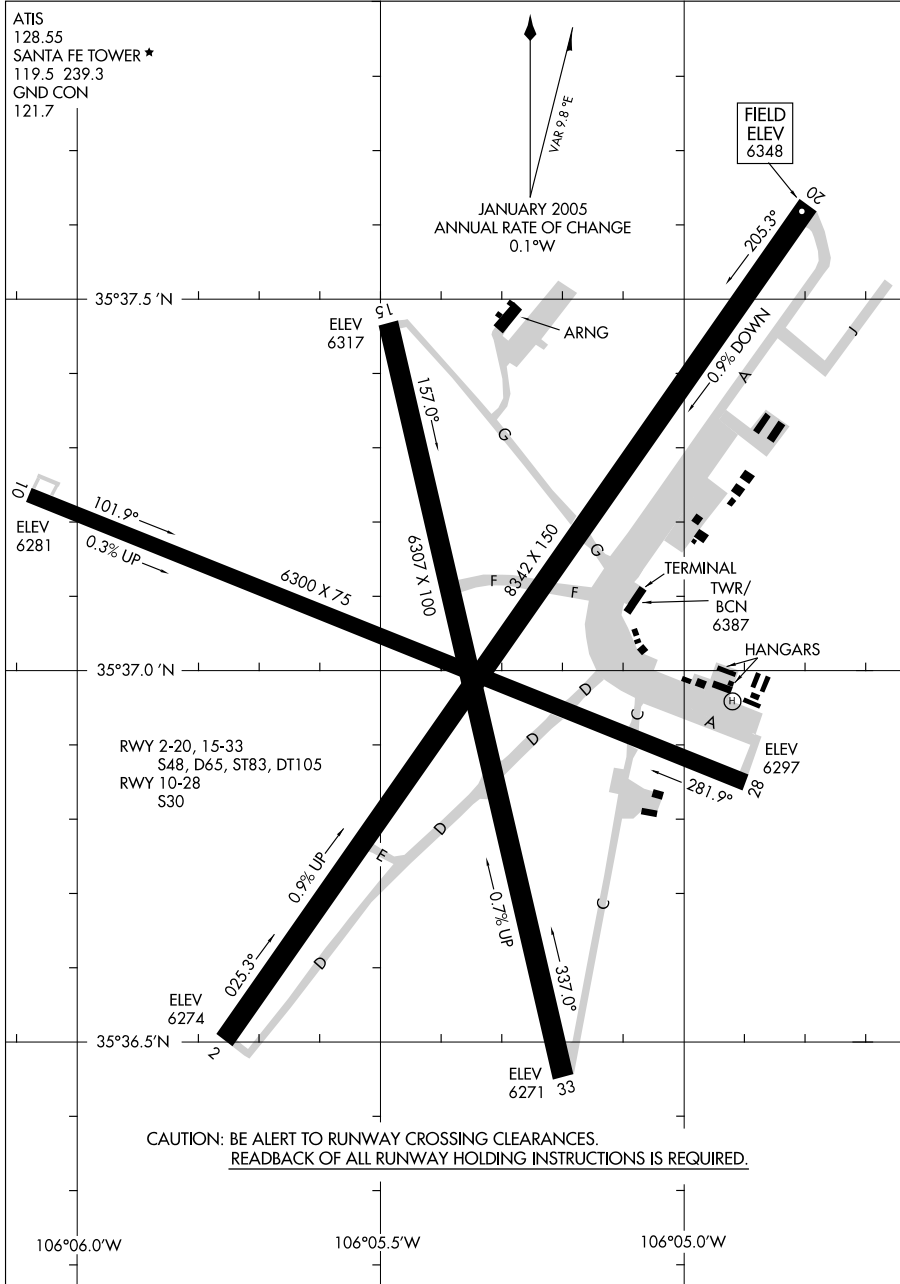 ATIS
128.55
SANTA FE TOWER ★
119.5 239.3
GND CON
121.7
VAR 9.8 °E
JANUARY 2005
ANNUAL RATE OF CHANGE
0.1°W
FIELD
ELEV
6348
20
205.3°
0.9% DOWN
35°37.5 'N
15
ELEV
6317
ARNG
J
A
157.0°
G
10
ELEV
6281
101.9°
0.3% UP
6300 X 75
6307 X 100
8342 X 150
G
F
F
TERMINAL
TWR/
BCN
6387
HANGARS
H
35°37.0 'N
D
C
A
D
ELEV
6297
28
281.9°
RWY 2-20, 15-33
S48, D65, ST83, DT105
RWY 10-28
S30
D
E
0.9% UP
0.7% UP
C
025.3°
D
337.0°
ELEV
6274
2
35°36.5'N
ELEV
6271
33
CAUTION: BE ALERT TO RUNWAY CROSSING CLEARANCES.
READBACK OF ALL RUNWAY HOLDING INSTRUCTIONS IS REQUIRED.
106°06.0'W
106°05.5'W
106°05.0'W